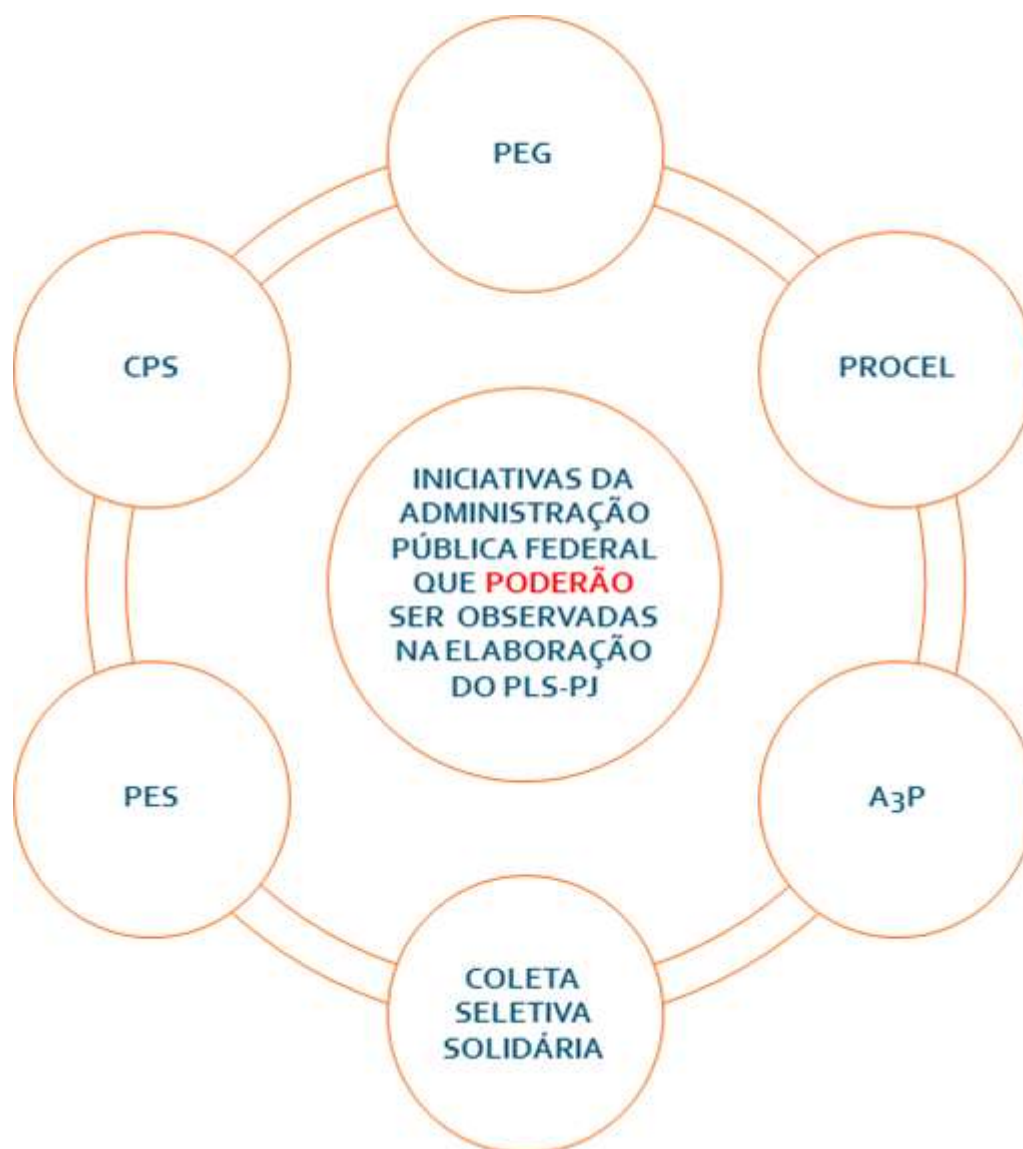 PEG
CPS
PROCEL
INICIATIVAS DA
ADMINISTRAÇÃO
PÚBLICA FEDERAL
QUE PODERÃO
SER OBSERVADAS
NA ELABORAÇÃO
DO PLS-PJ
PES
A3P
COLETA
SELETIVA
SOLIDÁRIA